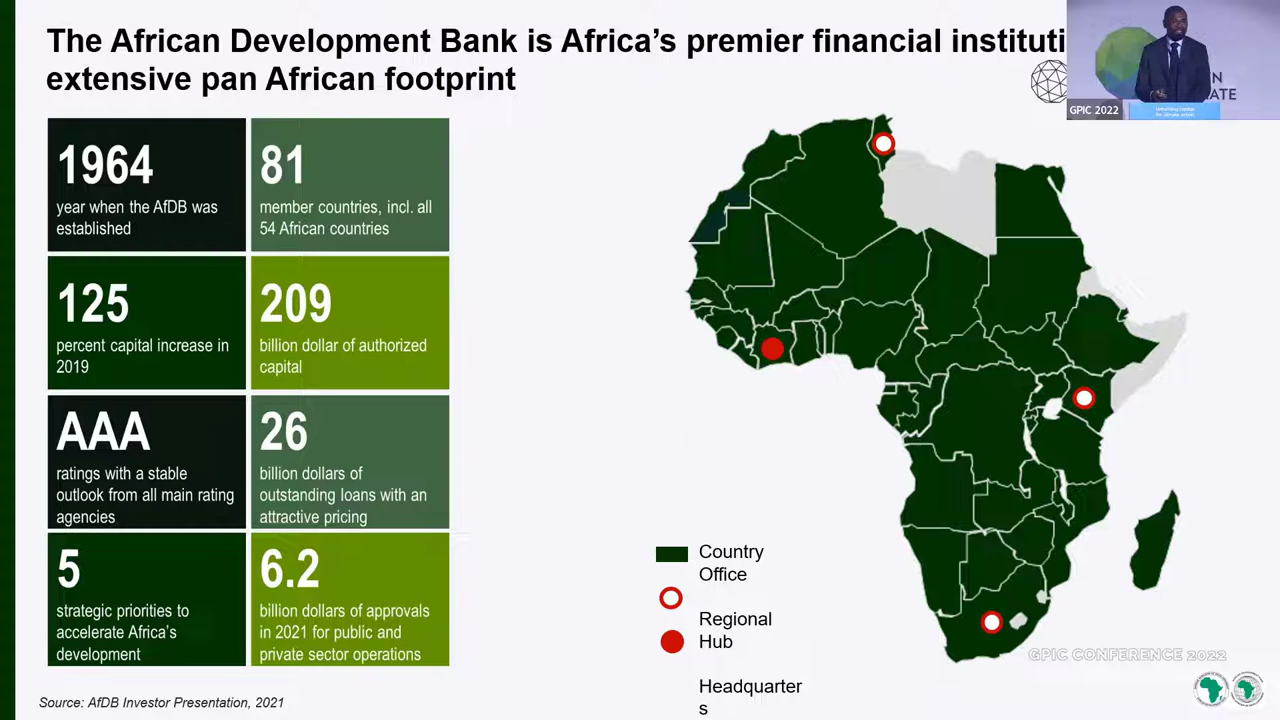 The African Development Bank is Africa's premier financial instituti
extensive pan African footprint
GPIC 2022
1964
year when the AfDB was
established
81
member countries, incl. all
54 African countries
125
percent capital increase in
2019
209
billion dollar of authorized
capital
AAA
ratings with a stable
outlook from all main rating
agencies
26
billion dollars of
outstanding loans with an
attractive pricing
5
strategic priorities to
accelerate Africa's
development
6.2
billion dollars of approvals
in 2021 for public and
private sector operations
Country
Office
Regional
Hub
Headquarter
s
GPIC CONFERENCE 2022
Source: AfDB Investor Presentation, 2021